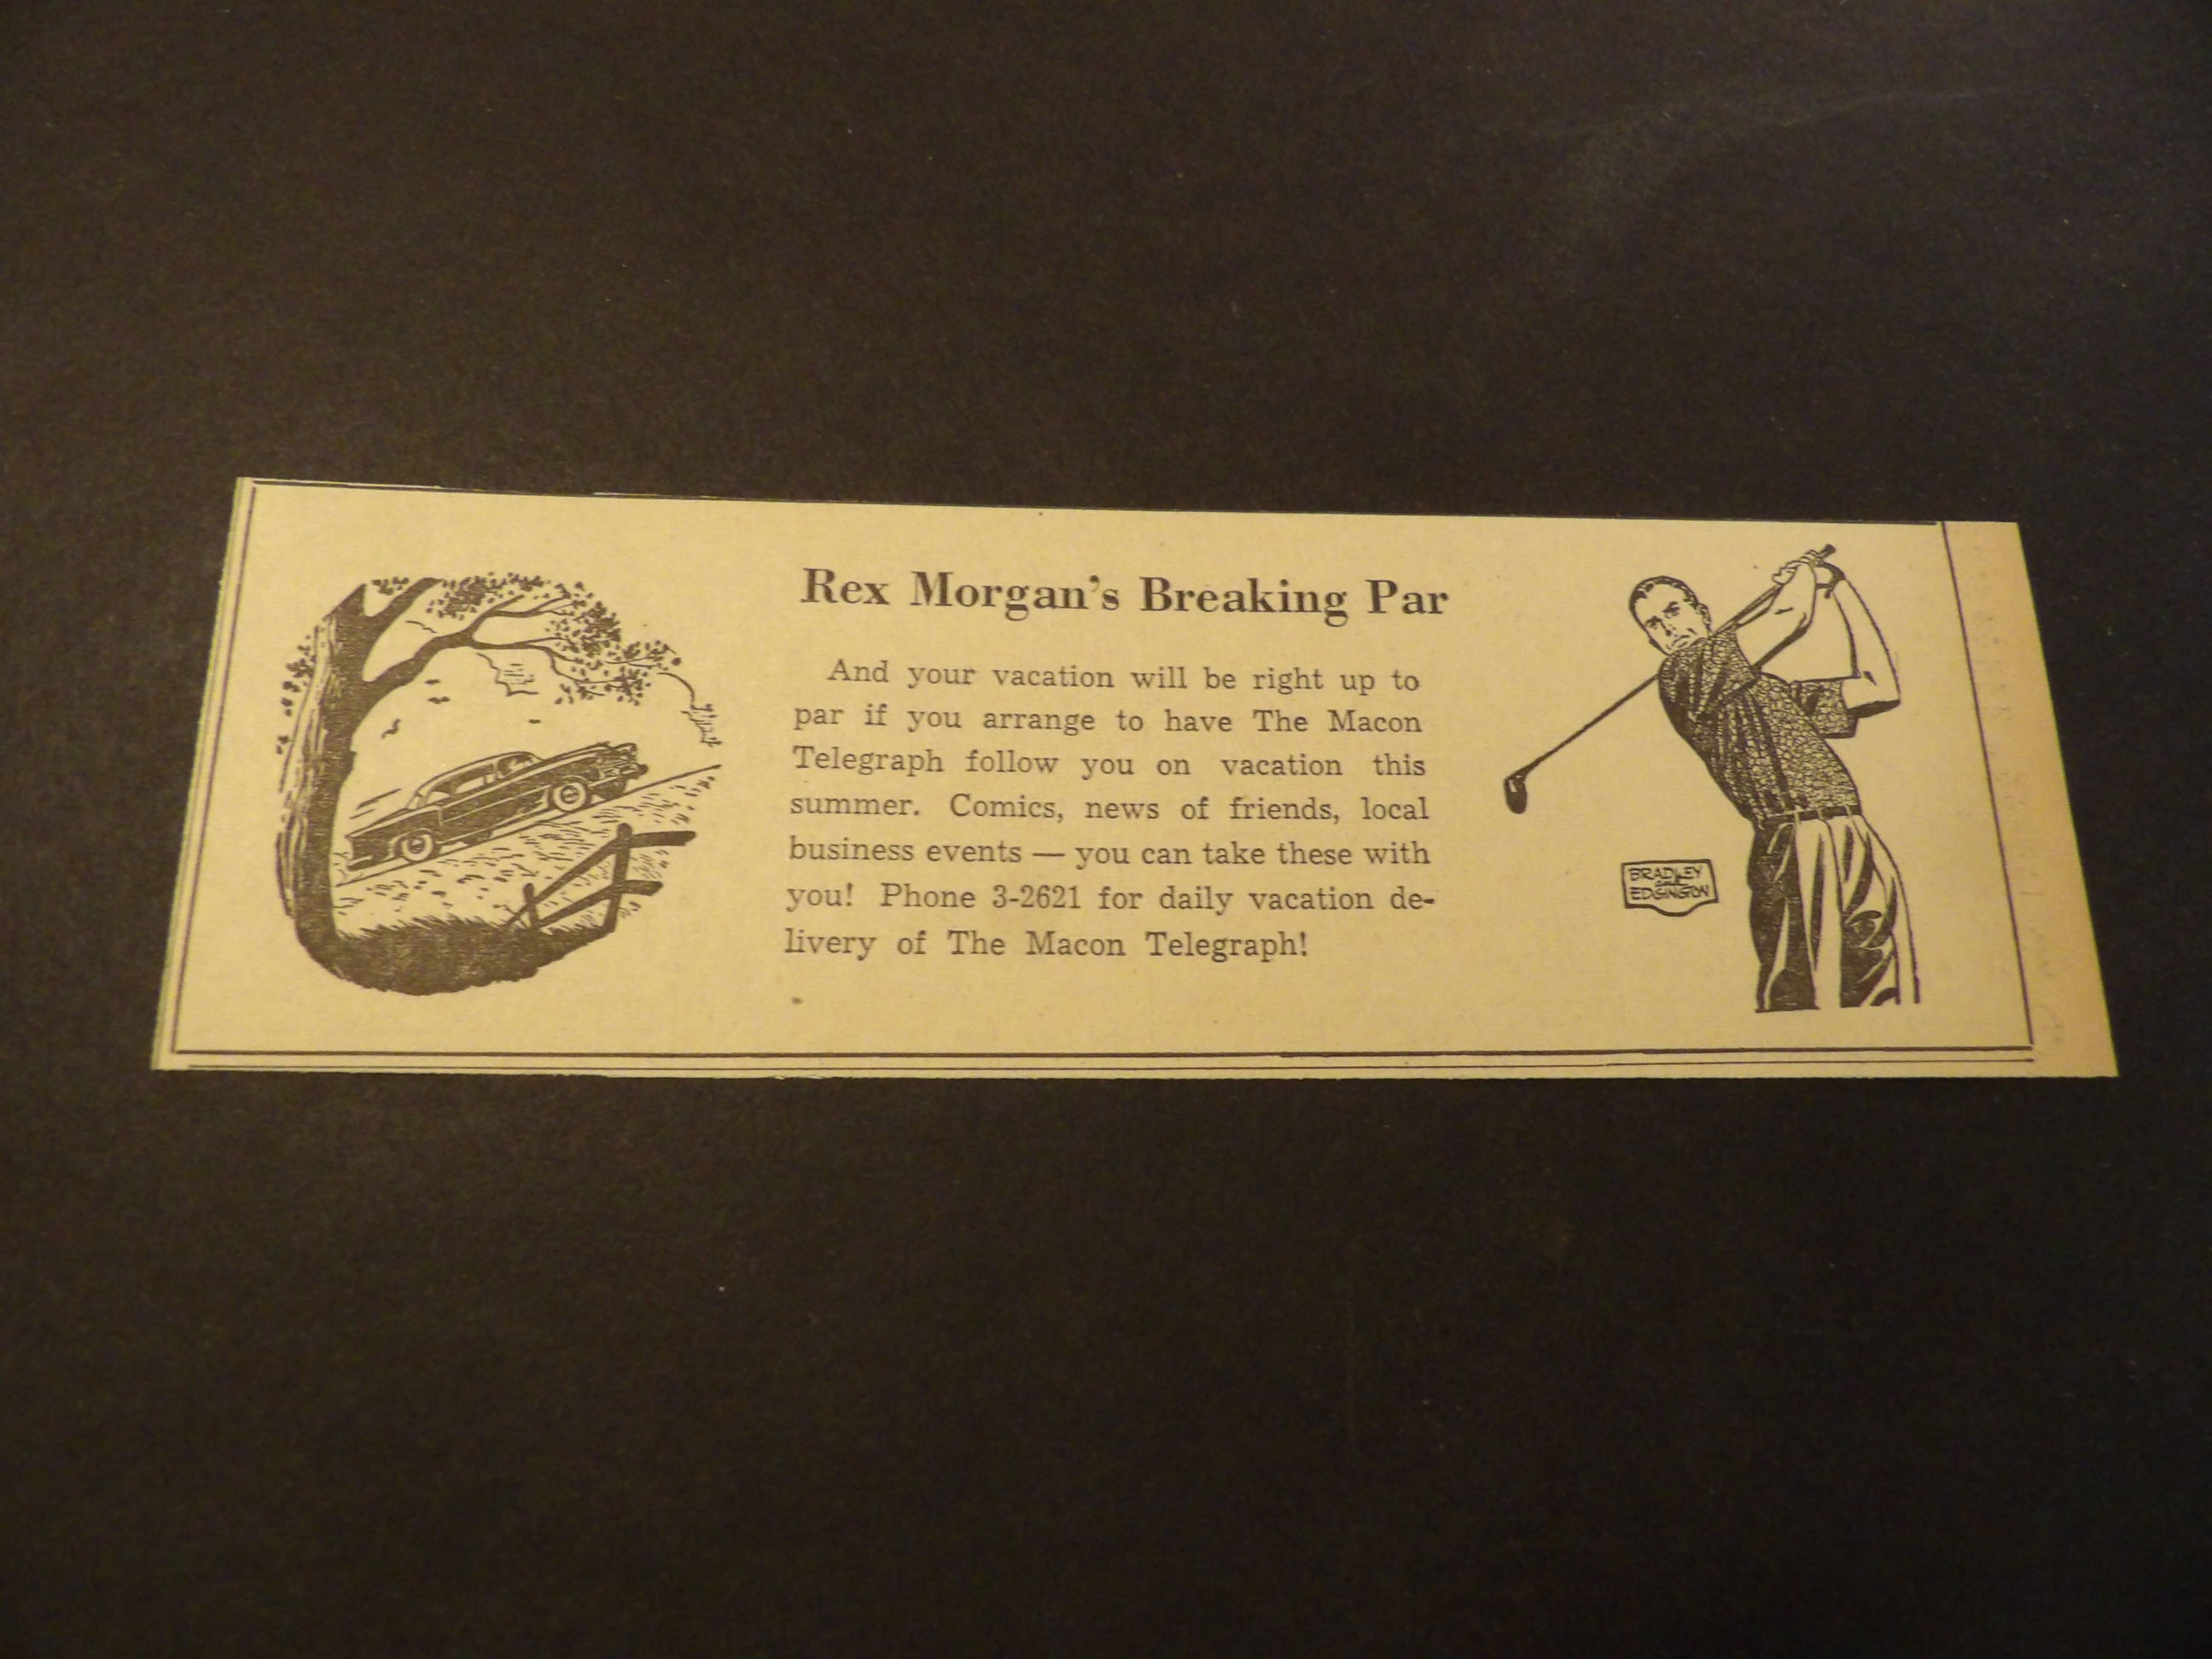 Rex Morgan's Breaking Par
And your vacation will be right up to
par if you arrange to have The Macon
Telegraph follow you on vacation this
summer. Comics, news of friends, local
business events — you can take these with
you! Phone 3-2621 for daily vacation de-
livery of The Macon Telegraph!
BRADLEY
and
EDGINGTON